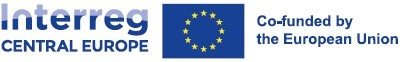 Interreg
CENTRAL EUROPE
Co-funded by
the European Union